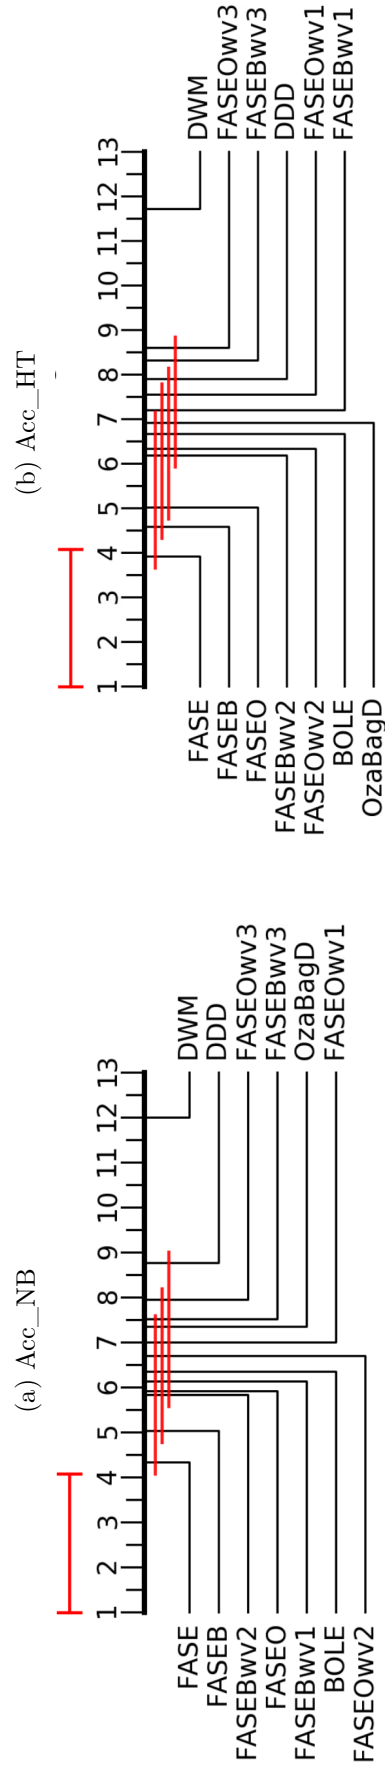 (a) Acc_NB
1 2 3 4 5 6 7 8 9 10 11 12 13
FASE
FASEB
FASEBwv2
FASEO
FASEBwv1
BOLE
FASEOwv2
DWM
DDD
FASEOwv3
FASEBwv3
OzaBagD
FASEOwv1
(b) Acc_HT
1 2 3 4 5 6 7 8 9 10 11 12 13
FASE
FASEB
FASEO
FASEBwv2
FASEOwv2
BOLE
OzaBagD
DWM
FASEOwv3
FASEBwv3
DDD
FASEOwv1
FASEBwv1